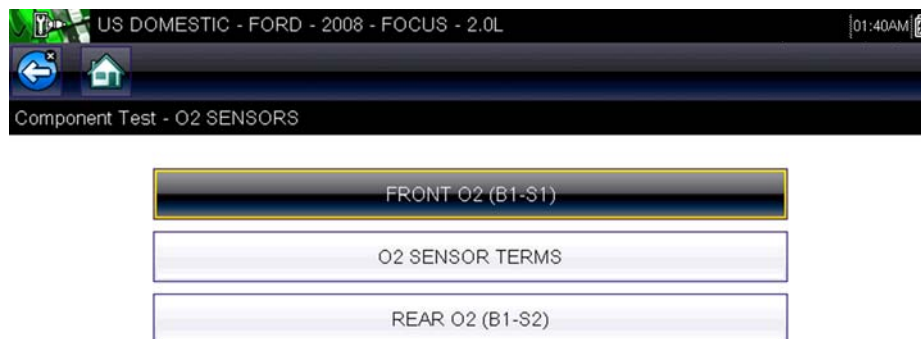 US DOMESTIC - FORD - 2008 - FOCUS - 2.0L 01:40AM
Component Test - O2 SENSORS
FRONT O2 (B1-S1)
O2 SENSOR TERMS
REAR O2 (B1-S2)